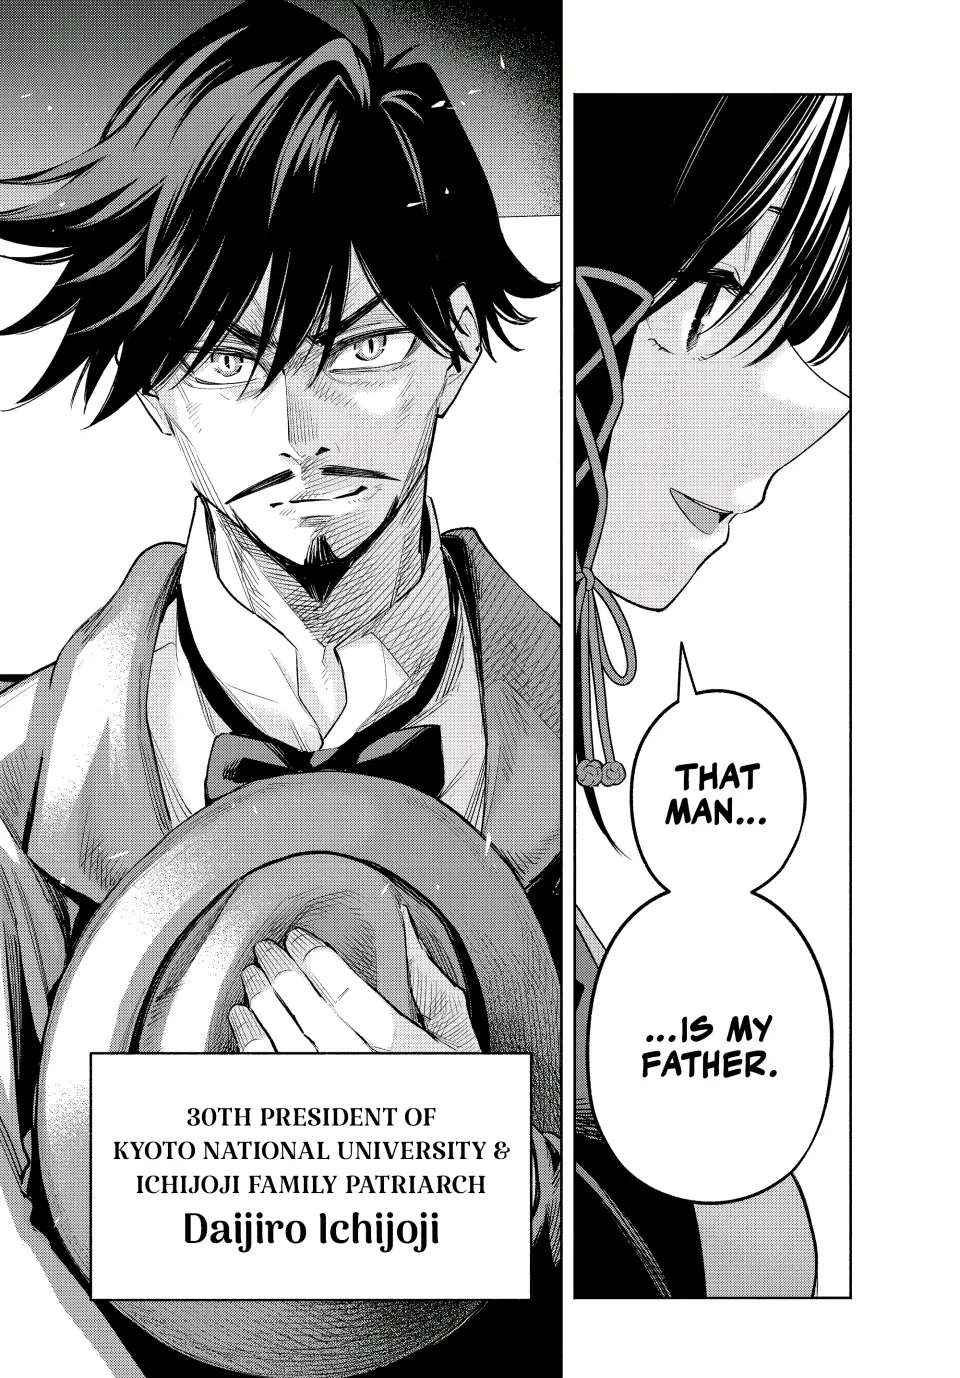 THAT
MAN...
...IS MY
FATHER.
30TH PRESIDENT OF
KYOTO NATIONAL UNIVERSITY &
ICHIJOJI FAMILY PATRIARCH
Daijiro Ichijoji